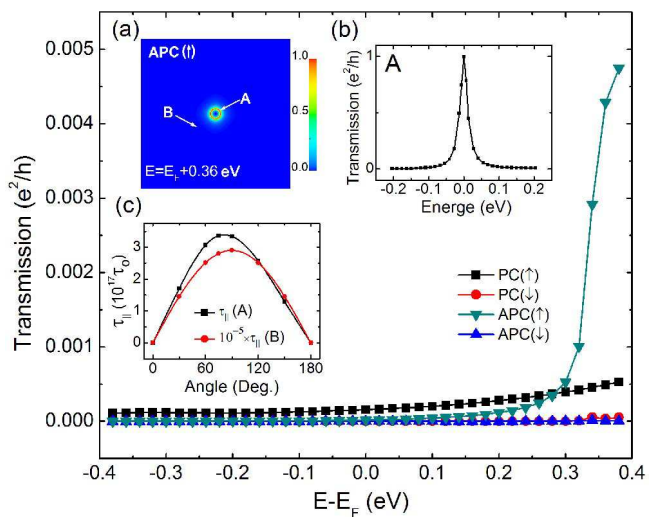 (a)
APC(↑)
A
B
E=E_F+0.36 eV
1.0
0.5
0.0
(b)
A
Transmission (e²/h)
1
0
-0.2 -0.1 0.0 0.1 0.2
Energe (eV)
(c)
τ_|| (10¹⁷τ₀)
3
2
1
0
τ_|| (A)
10⁻⁵×τ_|| (B)
0 60 120 180
Angle (Deg.)
PC(↑)
PC(↓)
APC(↑)
APC(↓)
Transmission (e²/h)
0.005
0.004
0.003
0.002
0.001
0.000
-0.4 -0.3 -0.2 -0.1 0.0 0.1 0.2 0.3 0.4
E-E_F (eV)